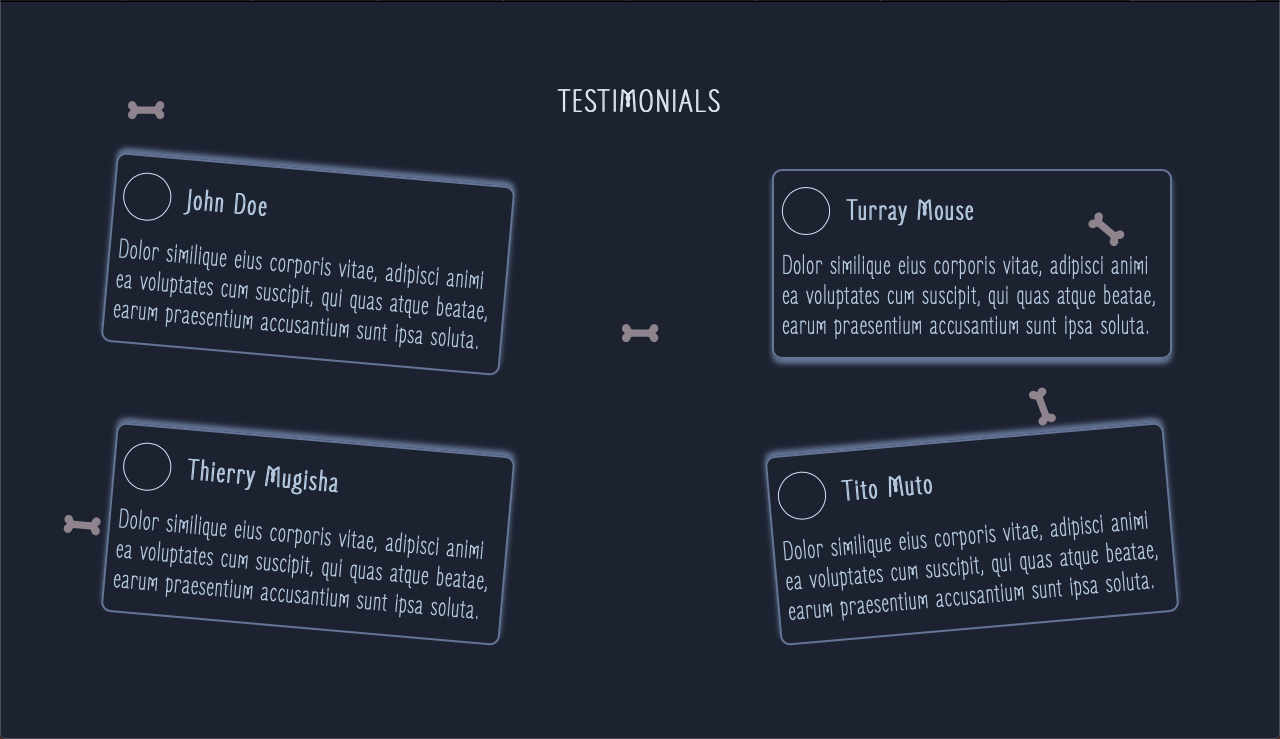 TESTIMONIALS
John Doe
Dolor similique eius corporis vitae, adipisci animi
ea voluptates cum suscipit, qui quas atque beatae,
earum praesentium accusantium sunt ipsa soluta.
Turray Mouse
Dolor similique eius corporis vitae, adipisci animi
ea voluptates cum suscipit, qui quas atque beatae,
earum praesentium accusantium sunt ipsa soluta.
Thierry Mugisha
Dolor similique eius corporis vitae, adipisci animi
ea voluptates cum suscipit, qui quas atque beatae,
earum praesentium accusantium sunt ipsa soluta.
Tito Muto
Dolor similique eius corporis vitae, adipisci animi
ea voluptates cum suscipit, qui quas atque beatae,
earum praesentium accusantium sunt ipsa soluta.